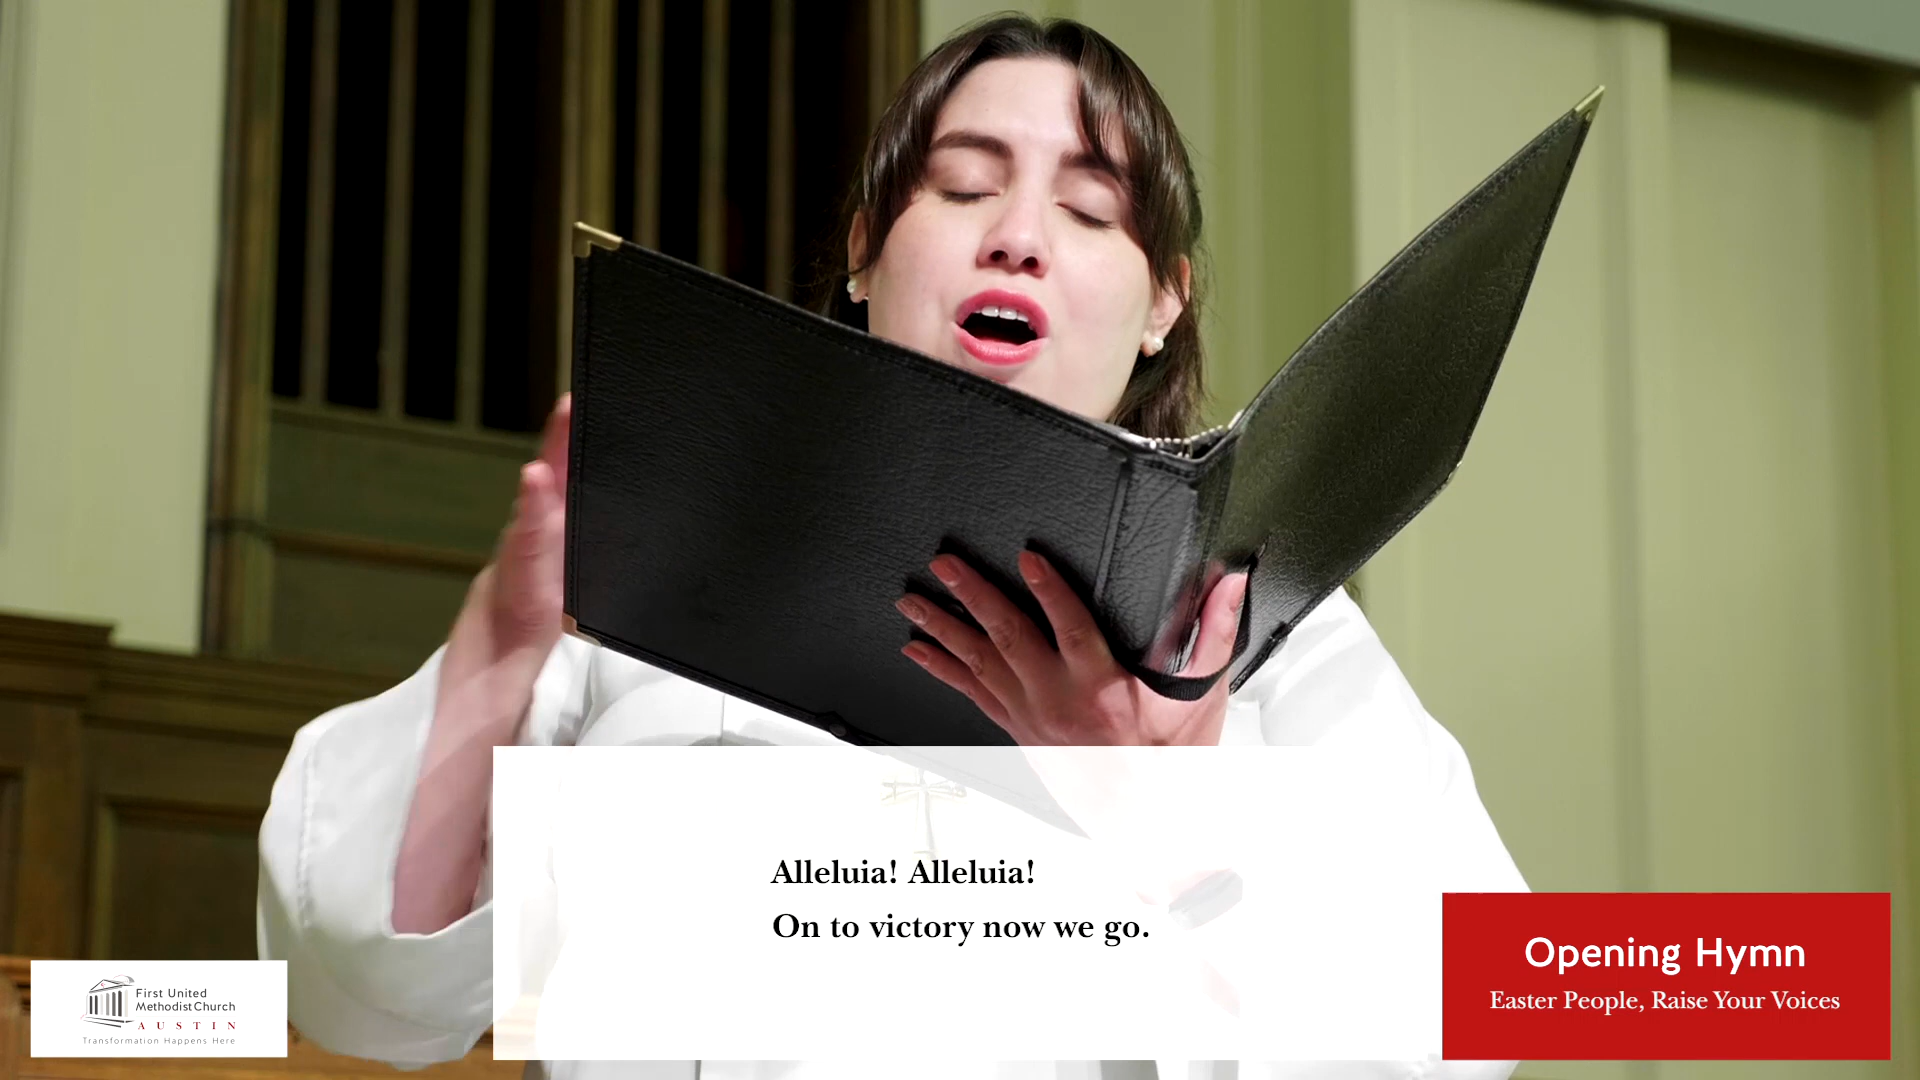 Alleluia! Alleluia!
On to victory now we go.
Opening Hymn
Easter People, Raise Your Voices
First United
Methodist Church
AUSTIN
Transformation Happens Here